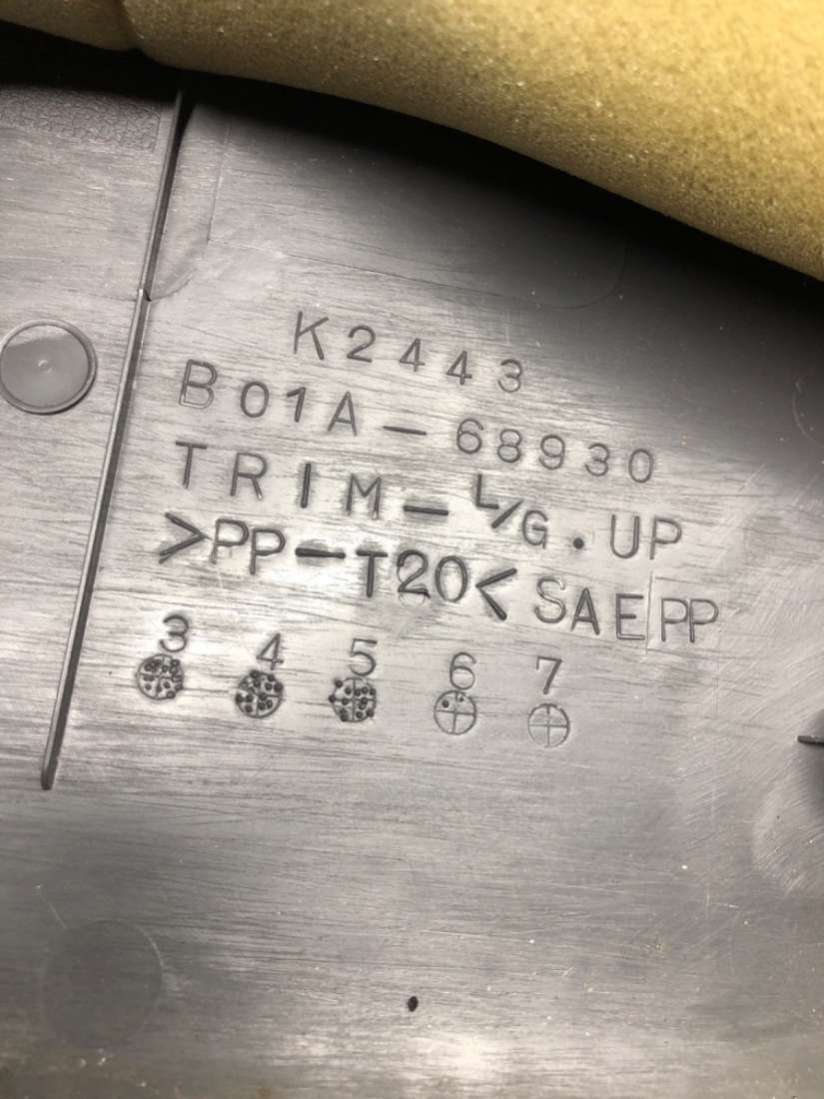 K2443
B01A-68930
TRIM-L/G.UP
>PP-T20< SAE PP
3 4 5 6 7